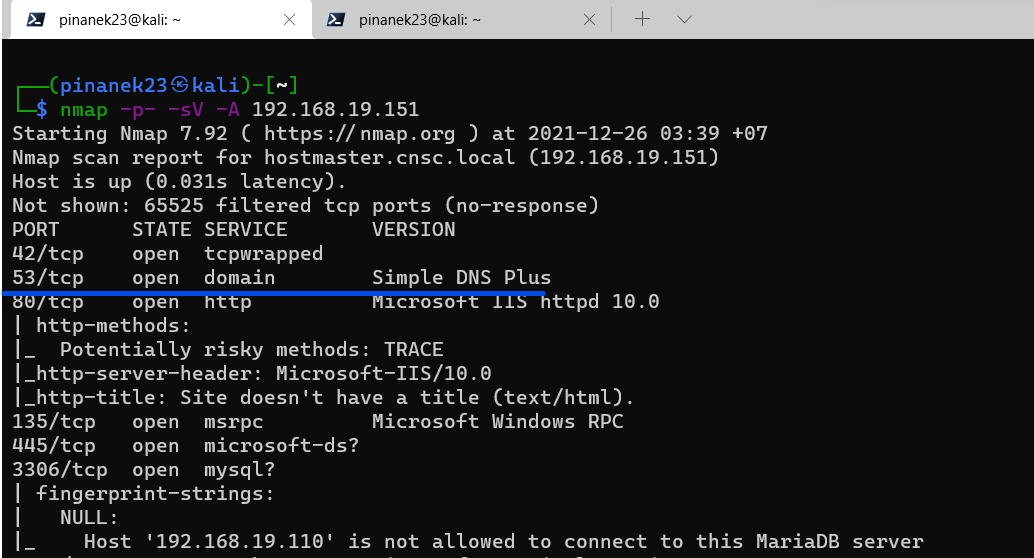 pinanek23@kali: ~ pinanek23@kali: ~
┌──(pinanek23㉿kali)-[~]
└─$ nmap -p- -sV -A 192.168.19.151
Starting Nmap 7.92 ( https://nmap.org ) at 2021-12-26 03:39 +07
Nmap scan report for hostmaster.cnsc.local (192.168.19.151)
Host is up (0.031s latency).
Not shown: 65525 filtered tcp ports (no-response)
PORT STATE SERVICE VERSION
42/tcp open tcpwrapped
53/tcp open domain Simple DNS Plus
80/tcp open http Microsoft IIS httpd 10.0
| http-methods:
|_ Potentially risky methods: TRACE
|_http-server-header: Microsoft-IIS/10.0
|_http-title: Site doesn't have a title (text/html).
135/tcp open msrpc Microsoft Windows RPC
445/tcp open microsoft-ds?
3306/tcp open mysql?
| fingerprint-strings:
| NULL:
|_ Host '192.168.19.110' is not allowed to connect to this MariaDB server